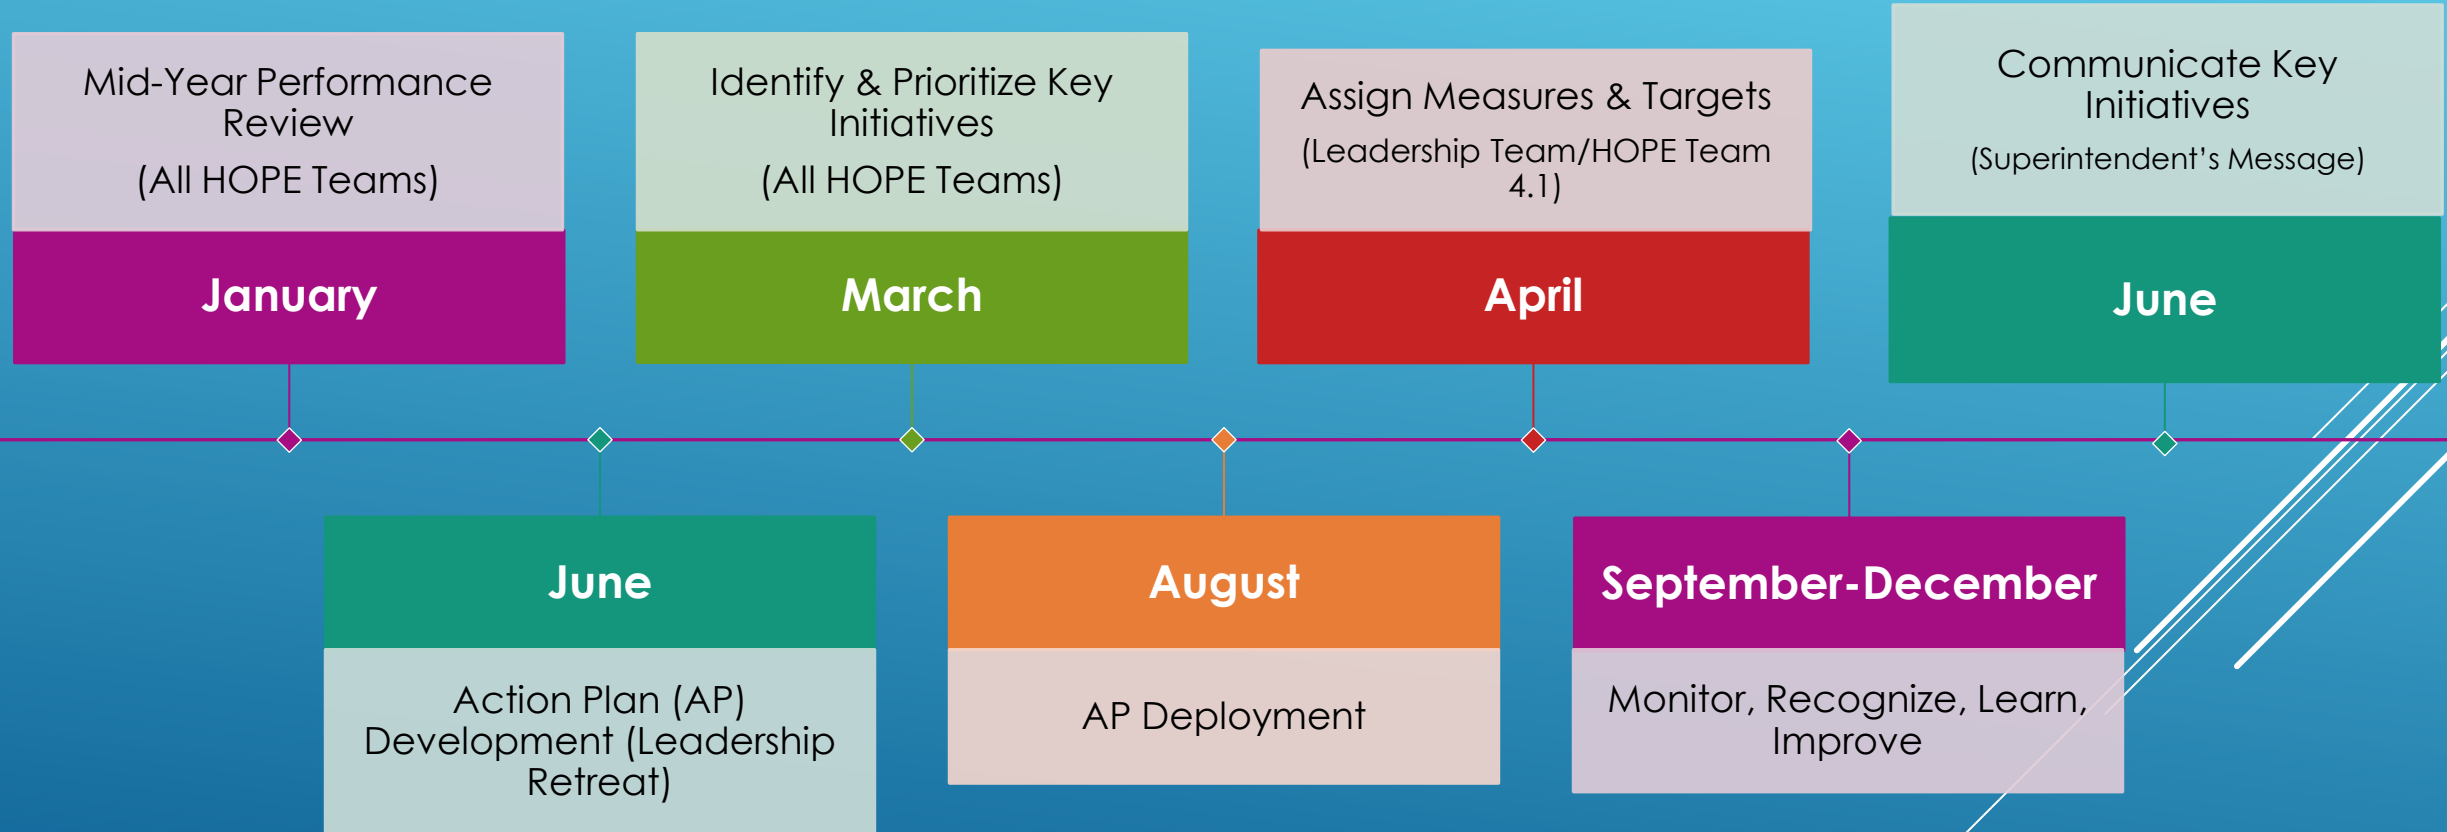 Mid-Year Performance
Review
(All HOPE Teams)
January
Identify & Prioritize Key
Initiatives
(All HOPE Teams)
March
Assign Measures & Targets
(Leadership Team/HOPE Team
4.1)
April
Communicate Key
Initiatives
(Superintendent’s Message)
June
June
Action Plan (AP)
Development (Leadership
Retreat)
August
AP Deployment
September-December
Monitor, Recognize, Learn,
Improve